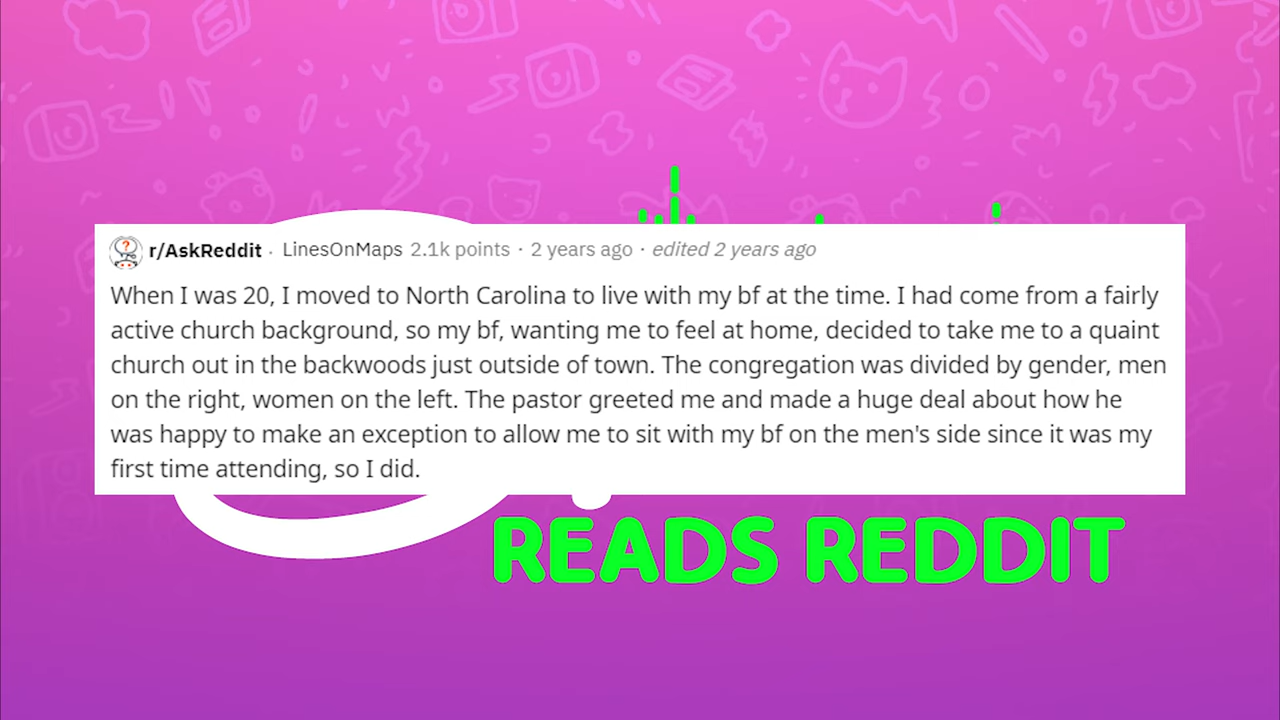 r/AskReddit · LinesOnMaps 2.1k points · 2 years ago · edited 2 years ago
When I was 20, I moved to North Carolina to live with my bf at the time. I had come from a fairly
active church background, so my bf, wanting me to feel at home, decided to take me to a quaint
church out in the backwoods just outside of town. The congregation was divided by gender, men
on the right, women on the left. The pastor greeted me and made a huge deal about how he
was happy to make an exception to allow me to sit with my bf on the men's side since it was my
first time attending, so I did.
READS REDDIT